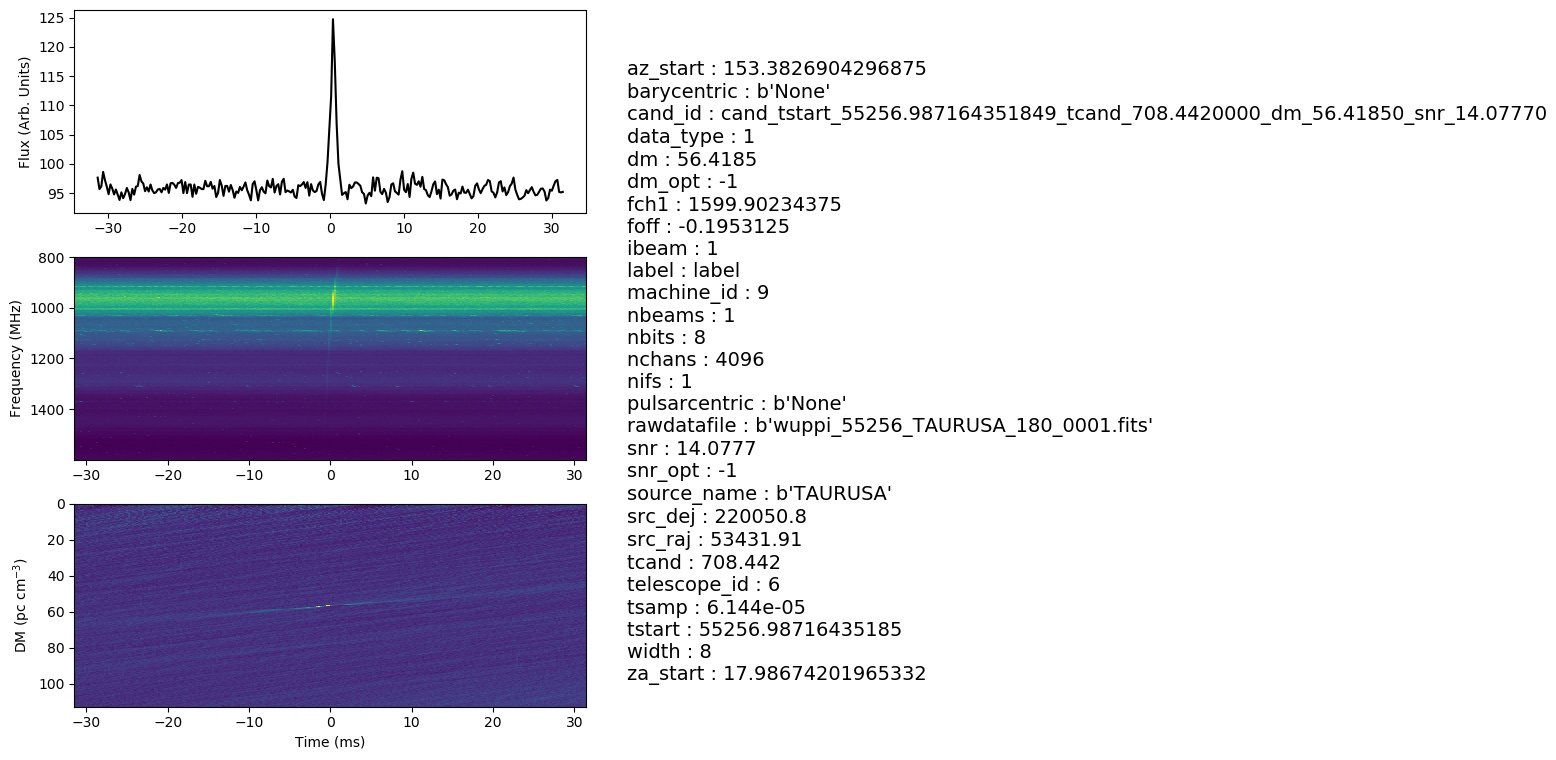 125
120
115
110
105
100
95
Flux (Arb. Units)
−30 −20 −10 0 10 20 30
800
1000
1200
1400
Frequency (MHz)
−30 −20 −10 0 10 20 30
0
20
40
60
80
100
DM (pc cm⁻³)
−30 −20 −10 0 10 20 30
Time (ms)
az_start : 153.3826904296875
barycentric : b'None'
cand_id : cand_tstart_55256.987164351849_tcand_708.4420000_dm_56.41850_snr_14.07770
data_type : 1
dm : 56.4185
dm_opt : -1
fch1 : 1599.90234375
foff : -0.1953125
ibeam : 1
label : label
machine_id : 9
nbeams : 1
nbits : 8
nchans : 4096
nifs : 1
pulsarcentric : b'None'
rawdatafile : b'wuppi_55256_TAURUSA_180_0001.fits'
snr : 14.0777
snr_opt : -1
source_name : b'TAURUSA'
src_dej : 220050.8
src_raj : 53431.91
tcand : 708.442
telescope_id : 6
tsamp : 6.144e-05
tstart : 55256.98716435185
width : 8
za_start : 17.98674201965332